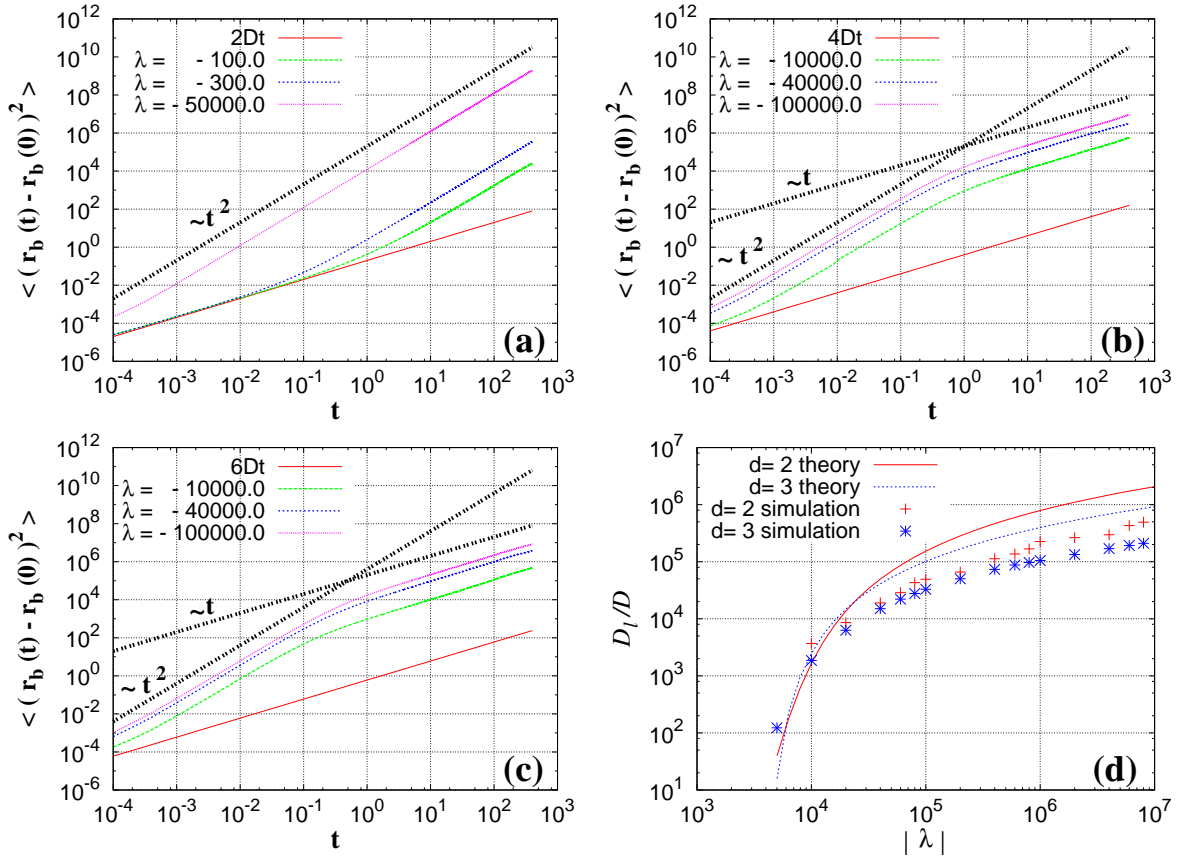 10^12
10^10
10^8
10^6
10^4
10^2
10^0
10^-2
10^-4
10^-6
< ( r_b (t) - r_b (0) )^2 >
2Dt
λ = - 100.0
λ = - 300.0
λ = - 50000.0
~t^2
(a)
10^-4 10^-3 10^-2 10^-1 10^0 10^1 10^2 10^3
t
10^12
10^10
10^8
10^6
10^4
10^2
10^0
10^-2
10^-4
10^-6
< ( r_b (t) - r_b (0) )^2 >
4Dt
λ = - 10000.0
λ = - 40000.0
λ = - 100000.0
~t
~ t^2
(b)
10^-4 10^-3 10^-2 10^-1 10^0 10^1 10^2 10^3
t
10^12
10^10
10^8
10^6
10^4
10^2
10^0
10^-2
10^-4
10^-6
< ( r_b (t) - r_b (0) )^2 >
6Dt
λ = - 10000.0
λ = - 40000.0
λ = - 100000.0
~t
~ t^2
(c)
10^-4 10^-3 10^-2 10^-1 10^0 10^1 10^2 10^3
t
10^7
10^6
10^5
10^4
10^3
10^2
10^1
D_l/D
d= 2 theory
d= 3 theory
d= 2 simulation
d= 3 simulation
(d)
10^3 10^4 10^5 10^6 10^7
| λ |